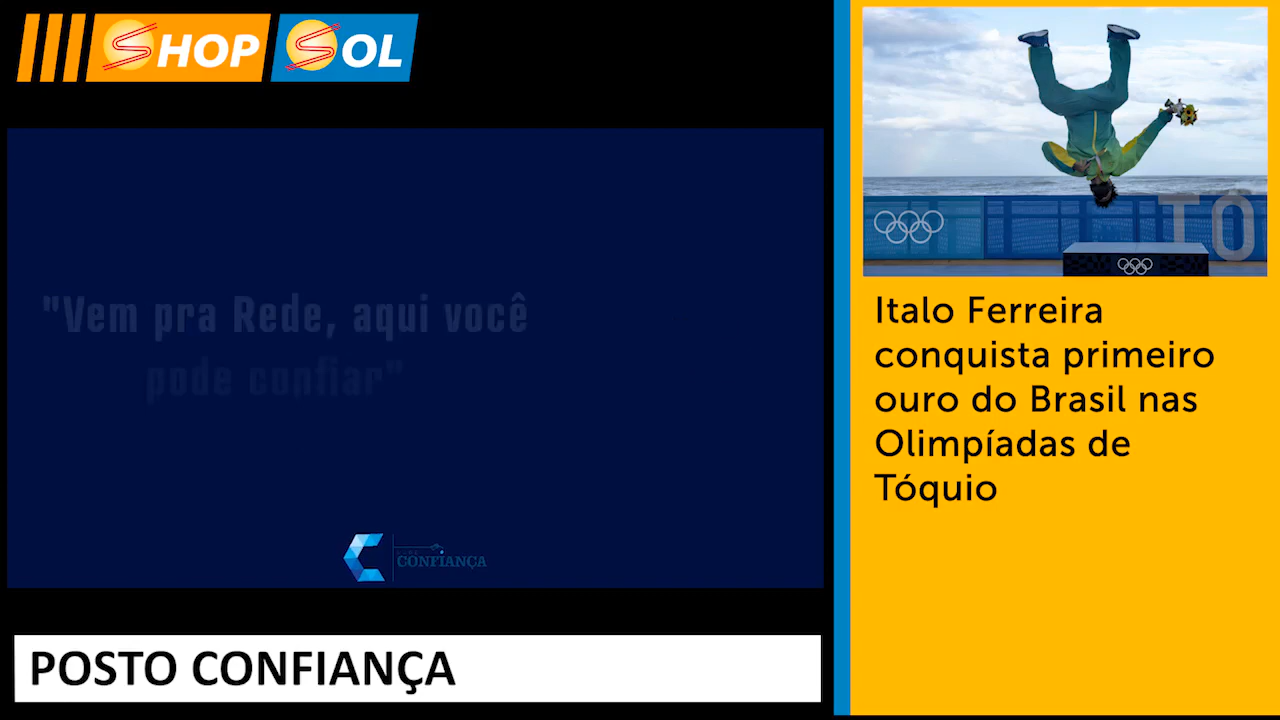 SHOP SOL
"Vem pra Rede, aqui você
pode confiar"
CONFIANÇA
POSTO CONFIANÇA
TÓ
Italo Ferreira
conquista primeiro
ouro do Brasil nas
Olimpíadas de
Tóquio